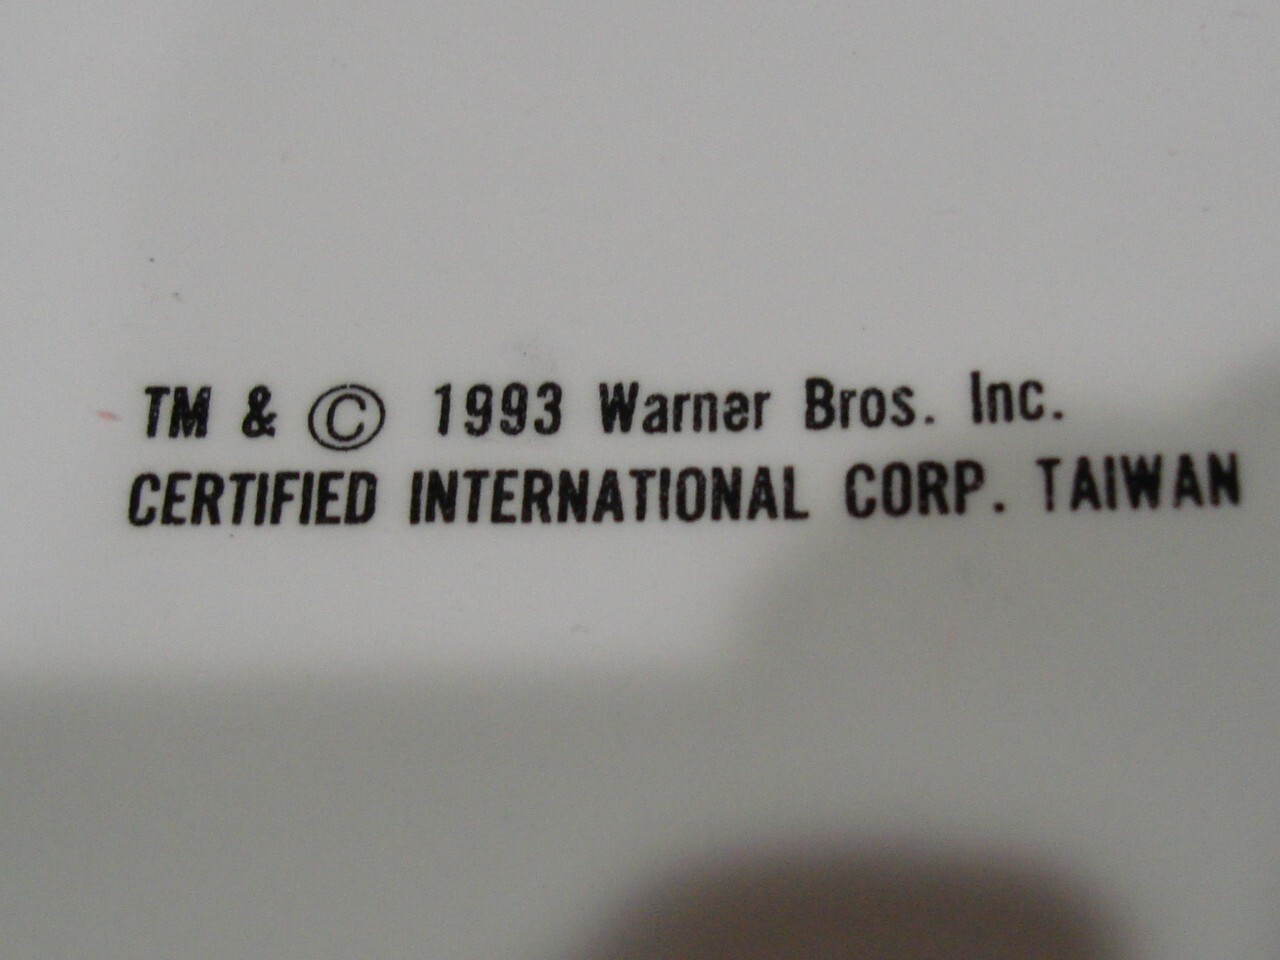 TM & © 1993 Warner Bros. Inc.
CERTIFIED INTERNATIONAL CORP. TAIWAN